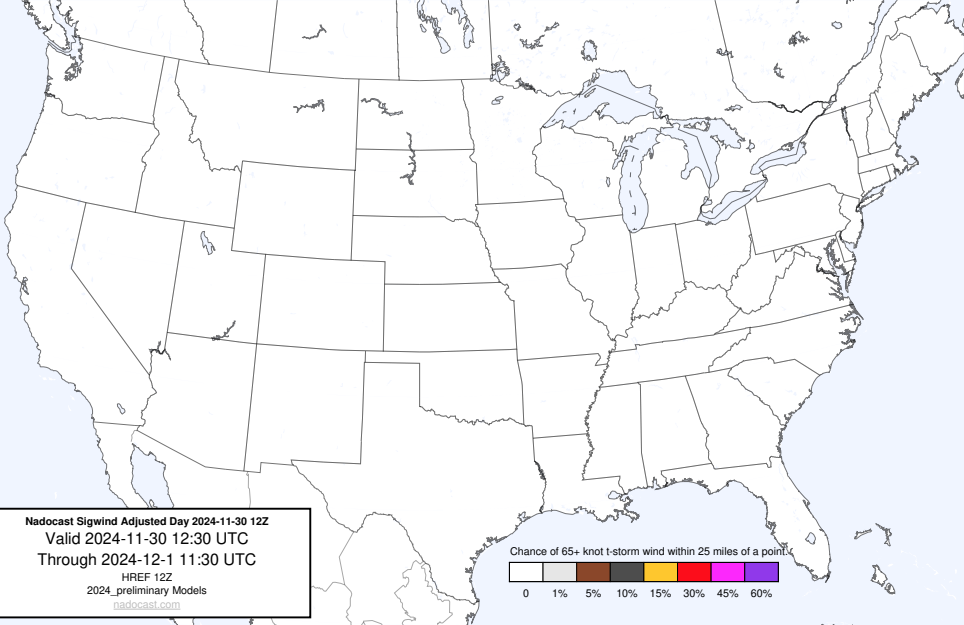 Nadocast Sigwind Adjusted Day 2024-11-30 12Z
Valid 2024-11-30 12:30 UTC
Through 2024-12-1 11:30 UTC
HREF 12Z
2024_preliminary Models
nadocast.com
Chance of 65+ knot t-storm wind within 25 miles of a point.
0 1% 5% 10% 15% 30% 45% 60%